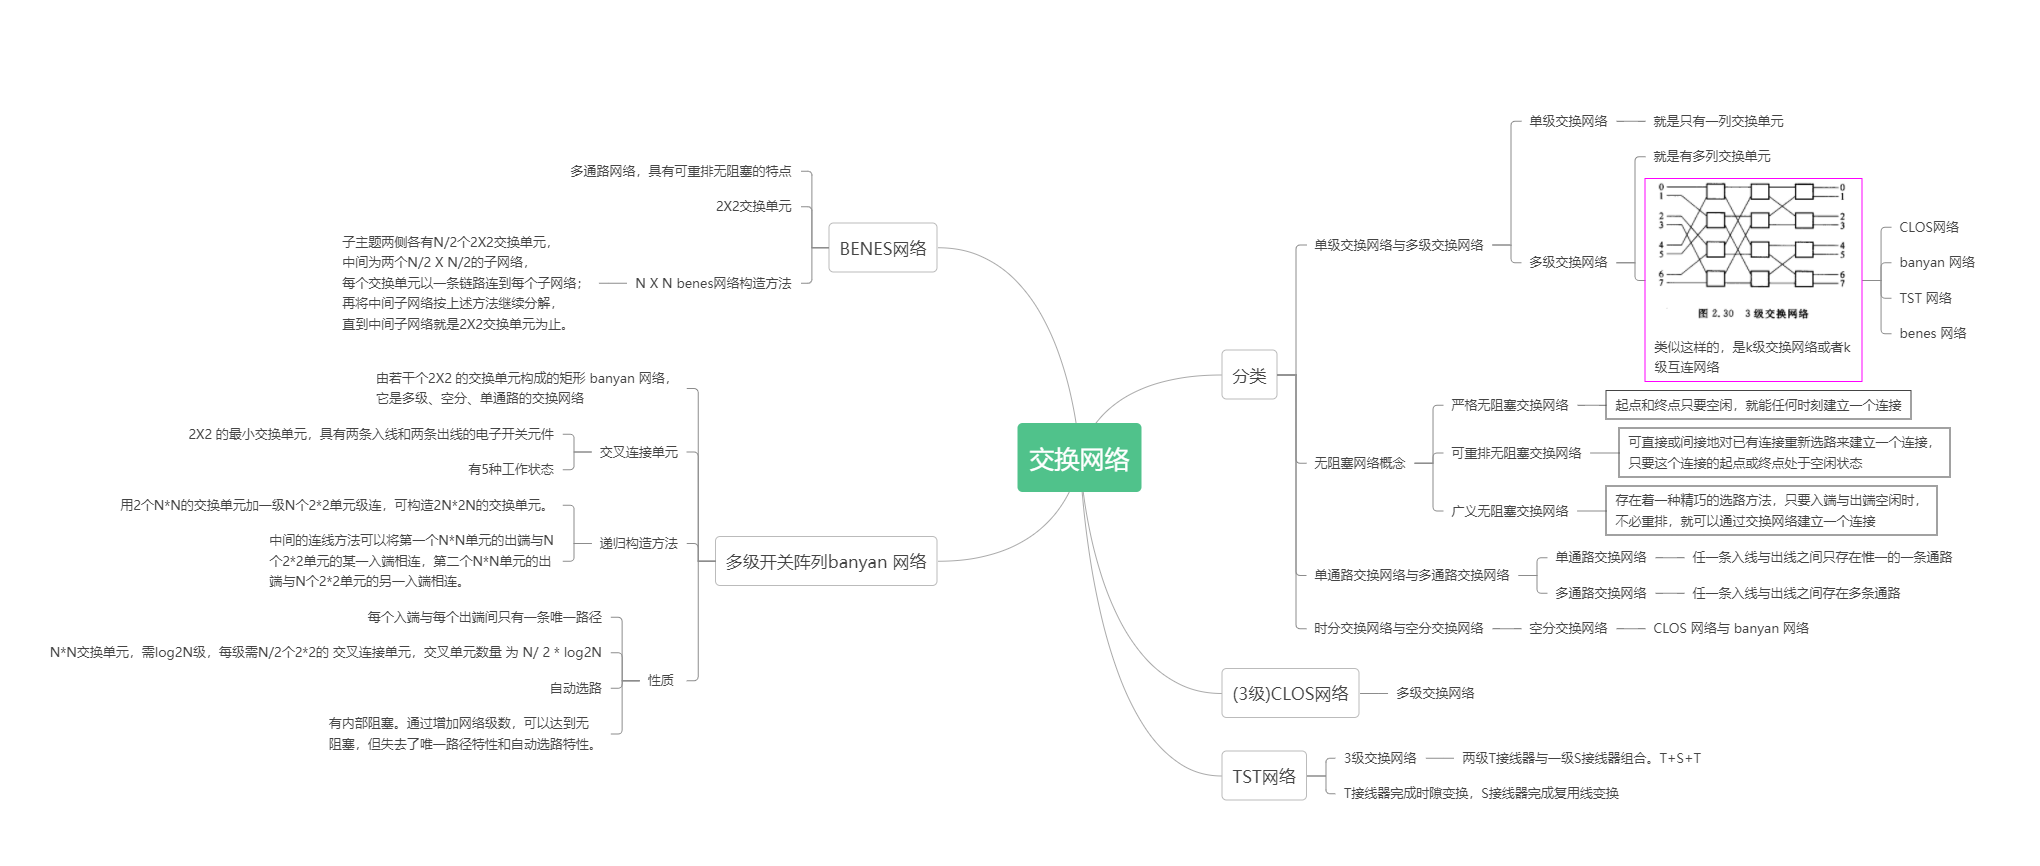 交换网络
分类
单级交换网络与多级交换网络
单级交换网络
就是只有一列交换单元
多级交换网络
就是有多列交换单元
0
1
2
3
4
5
6
7
0
1
2
3
4
5
6
7
图 2.30 3 级交换网络
类似这样的，是k级交换网络或者k
级互连网络
CLOS网络
banyan 网络
TST 网络
benes 网络
无阻塞网络概念
严格无阻塞交换网络
起点和终点只要空闲，就能任何时刻建立一个连接
可重排无阻塞交换网络
可直接或间接地对已有连接重新选路来建立一个连接，
只要这个连接的起点或终点处于空闲状态
广义无阻塞交换网络
存在着一种精巧的选路方法，只要入端与出端空闲时，
不必重排，就可以通过交换网络建立一个连接
单通路交换网络与多通路交换网络
单通路交换网络
任一条入线与出线之间只存在惟一的一条通路
多通路交换网络
任一条入线与出线之间存在多条通路
时分交换网络与空分交换网络
空分交换网络
CLOS 网络与 banyan 网络
(3级)CLOS网络
多级交换网络
TST网络
3级交换网络
两级T接线器与一级S接线器组合。T+S+T
T接线器完成时隙变换，S接线器完成复用线变换
BENES网络
多通路网络，具有可重排无阻塞的特点
2X2交换单元
N X N benes网络构造方法
子主题两侧各有N/2个2X2交换单元，
中间为两个N/2 X N/2的子网络，
每个交换单元以一条链路连到每个子网络；
再将中间子网络按上述方法继续分解，
直到中间子网络就是2X2交换单元为止。
多级开关阵列banyan 网络
由若干个2X2 的交换单元构成的矩形 banyan 网络，
它是多级、空分、单通路的交换网络
交叉连接单元
2X2 的最小交换单元，具有两条入线和两条出线的电子开关元件
有5种工作状态
递归构造方法
用2个N*N的交换单元加一级N个2*2单元级连，可构造2N*2N的交换单元。
中间的连线方法可以将第一个N*N单元的出端与N
个2*2单元的某一入端相连，第二个N*N单元的出
端与N个2*2单元的另一入端相连。
性质
每个入端与每个出端间只有一条唯一路径
N*N交换单元，需log2N级，每级需N/2个2*2的 交叉连接单元，交叉单元数量 为 N/ 2 * log2N
自动选路
有内部阻塞。通过增加网络级数，可以达到无
阻塞，但失去了唯一路径特性和自动选路特性。